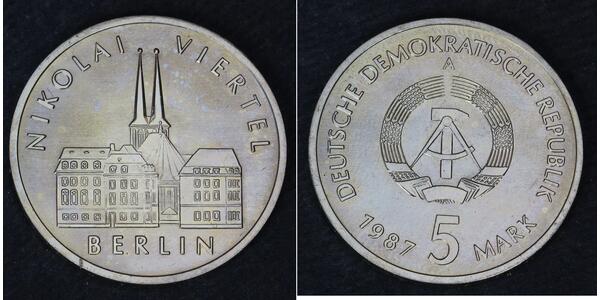 NIKOLAI VIERTEL
BERLIN
DEUTSCHE DEMOKRATISCHE REPUBLIK
A
1987 5 MARK